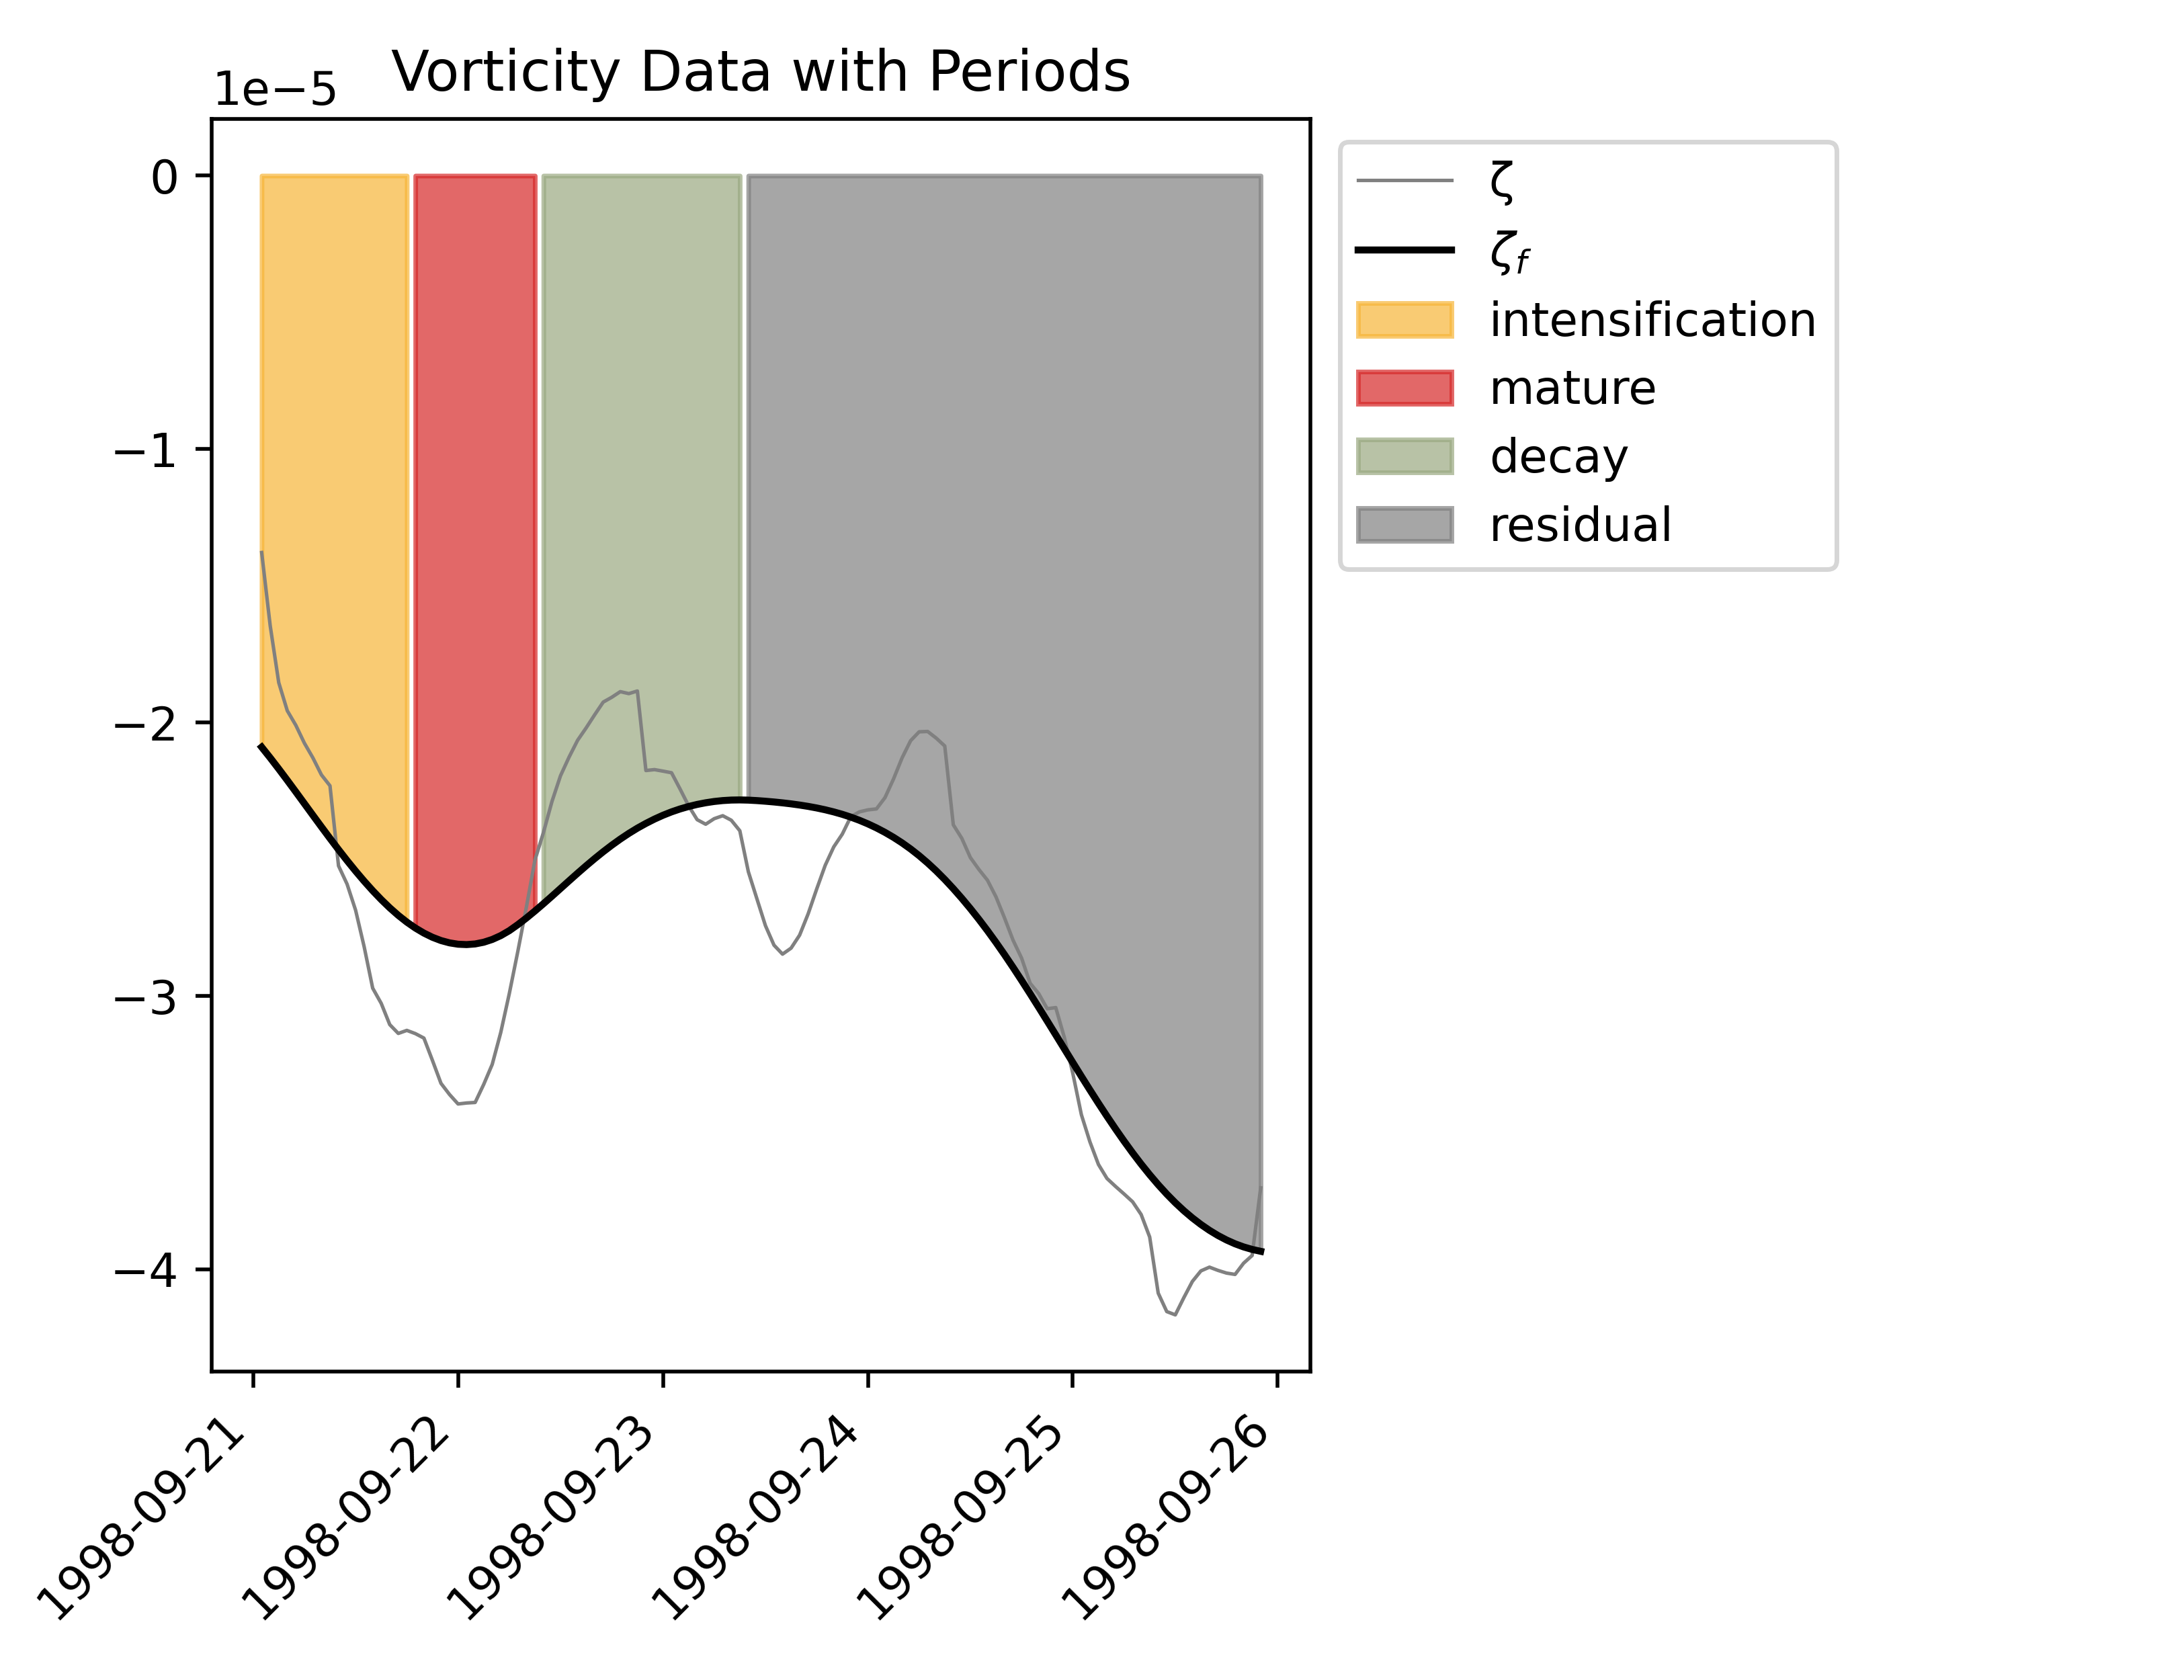 Vorticity Data with Periods
1e−5
0
−1
−2
−3
−4
1998-09-21
1998-09-22
1998-09-23
1998-09-24
1998-09-25
1998-09-26
ζ
ζf
intensification
mature
decay
residual